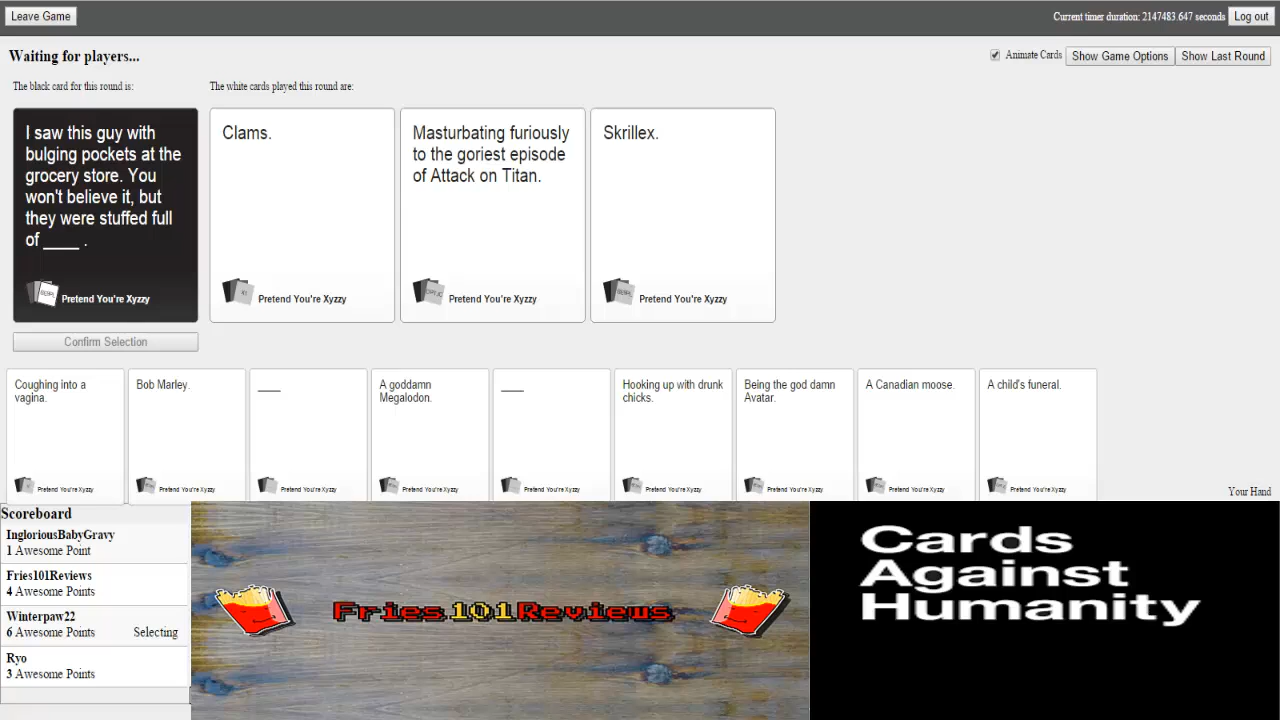 Leave Game
Current timer duration: 2147483.647 seconds
Log out
Waiting for players...
Animate Cards
Show Game Options
Show Last Round
The black card for this round is:
The white cards played this round are:
I saw this guy with
bulging pockets at the
grocery store. You
won't believe it, but
they were stuffed full
of ____ .
Pretend You're Xyzzy
Clams.
Pretend You're Xyzzy
Masturbating furiously
to the goriest episode
of Attack on Titan.
Pretend You're Xyzzy
Skrillex.
Pretend You're Xyzzy
Confirm Selection
Coughing into a
vagina.
Pretend You're Xyzzy
Bob Marley.
Pretend You're Xyzzy
____
Pretend You're Xyzzy
A goddamn
Megalodon.
Pretend You're Xyzzy
____
Pretend You're Xyzzy
Hooking up with drunk
chicks.
Pretend You're Xyzzy
Being the god damn
Avatar.
Pretend You're Xyzzy
A Canadian moose.
Pretend You're Xyzzy
A child's funeral.
Pretend You're Xyzzy
Your Hand
Scoreboard
IngloriousBabyGravy
1 Awesome Point
Fries101Reviews
4 Awesome Points
Winterpaw22
6 Awesome Points Selecting
Ryo
3 Awesome Points
Fries101Reviews
Cards
Against
Humanity